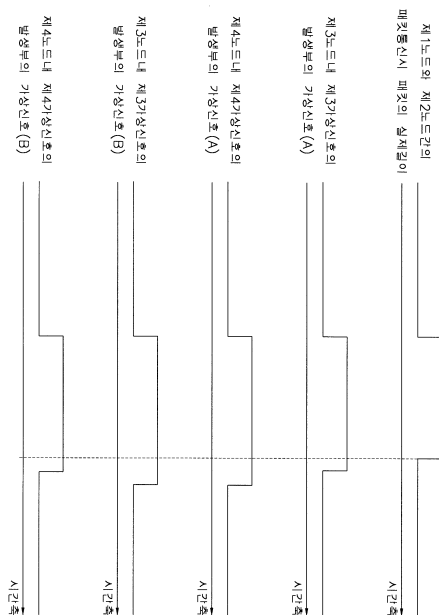 제1노드와 제2노드간의
패킷통신시 패킷의 실제길이
시간축
제3노드내 제3가상신호의
발생부의 가상신호(A)
시간축
제4노드내 제4가상신호의
발생부의 가상신호(A)
시간축
제3노드내 제3가상신호의
발생부의 가상신호(B)
시간축
제4노드내 제4가상신호의
발생부의 가상신호(B)
시간축